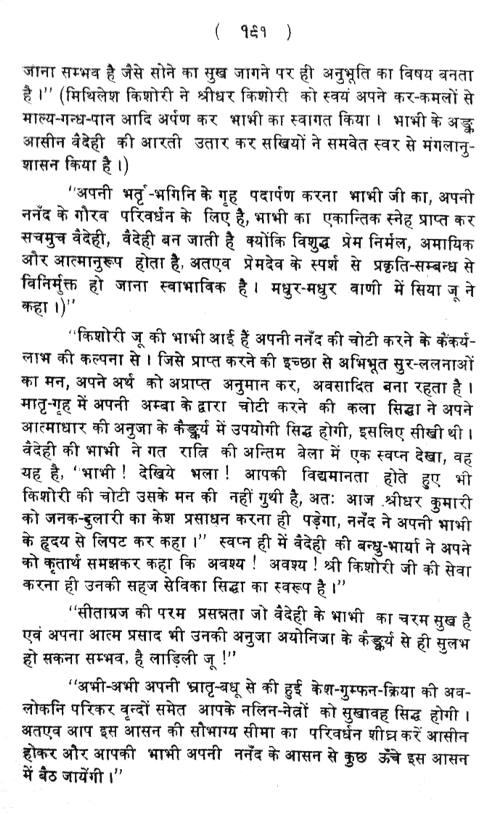 ( १९१ )
जाना सम्भव है जैसे सोने का सुख जागने पर ही अनुभूति का विषय बनता
है ।" (मिथिलेश किशोरी ने श्रीधर किशोरी को स्वयं अपने कर-कमलों से
माल्य-गन्ध-पान आदि अर्पण कर भाभी का स्वागत किया । भाभी के अङ्क
आसीन वैदेही की आरती उतार कर सखियों ने समवेत स्वर से मंगलानु-
शासन किया है ।)
"अपनी भर्तृ-भगिनि के गृह पदार्पण करना भाभी जी का, अपनी
ननँद के गौरव परिवर्धन के लिए है, भाभी का एकान्तिक स्नेह प्राप्त कर
सचमुच वैदेही, वैदेही बन जाती है क्योंकि विशुद्ध प्रेम निर्मल, अमायिक
और आत्मानुरूप होता है, अतएव प्रेमदेव के स्पर्श से प्रकृति-सम्बन्ध से
विनिर्मुक्त हो जाना स्वाभाविक है । मधुर-मधुर वाणी में सिया जू ने
कहा ।)"
"किशोरी जू की भाभी आई हैं अपनी ननँद की चोटी करने के कैंकर्य-
लाभ की कल्पना से । जिसे प्राप्त करने की इच्छा से अभिभूत सुर-ललनाओं
का मन, अपने अर्थ को अप्राप्त अनुमान कर, अवसादित बना रहता है ।
मातृ-गृह में अपनी अम्बा के द्वारा चोटी करने की कला सिद्धा ने अपने
आत्माधार की अनुजा के कैङ्कर्य में उपयोगी सिद्ध होगी, इसलिए सीखी थी ।
वैदेही की भाभी ने गत रात्रि की अन्तिम बेला में एक स्वप्न देखा, वह
यह है, "भाभी ! देखिये भला ! आपकी विद्यमानता होते हुए भी
किशोरी की चोटी उसके मन की नहीं गुथी है, अतः आज श्रीधर कुमारी
को जनक-दुलारी का केश प्रसाधन करना ही पड़ेगा, ननँद ने अपनी भाभी
के हृदय से लिपट कर कहा ।" स्वप्न ही में वैदेही की बन्धु-भार्या ने अपने
को कृतार्थ समझकर कहा कि अवश्य ! अवश्य ! श्री किशोरी जी की सेवा
करना ही उनकी सहज सेविका सिद्धा का स्वरूप है ।"
"सीताग्रज की परम प्रसन्नता जो वैदेही के भाभी का चरम सुख है
एवं अपना आत्म प्रसाद भी उनकी अनुजा अयोनिजा के कैङ्कर्य से ही सुलभ
हो सकना सम्भव, है लाड़िली जू !"
"अभी-अभी अपनी भ्रातृ-बधू से की हुई केश-गुम्फन-क्रिया की अव-
लोकनि परिकर वृन्दों समेत आपके नलिन-नेत्रों को सुखावह सिद्ध होगी ।
अतएव आप इस आसन की सौभाग्य सीमा का परिवर्धन शीघ्र करें आसीन
होकर और आपकी भाभी अपनी ननँद के आसन से कुछ ऊँचे इस आसन
में बैठ जायेंगी ।"